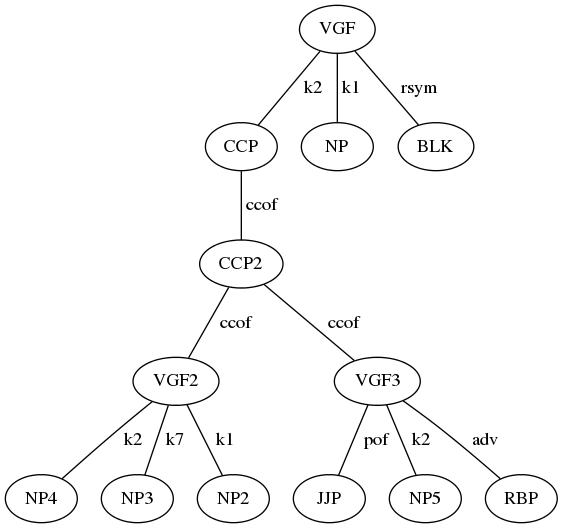 VGF
k2 k1 rsym
CCP NP BLK
ccof
CCP2
ccof ccof
VGF2 VGF3
k2 k7 k1 pof k2 adv
NP4 NP3 NP2 JJP NP5 RBP